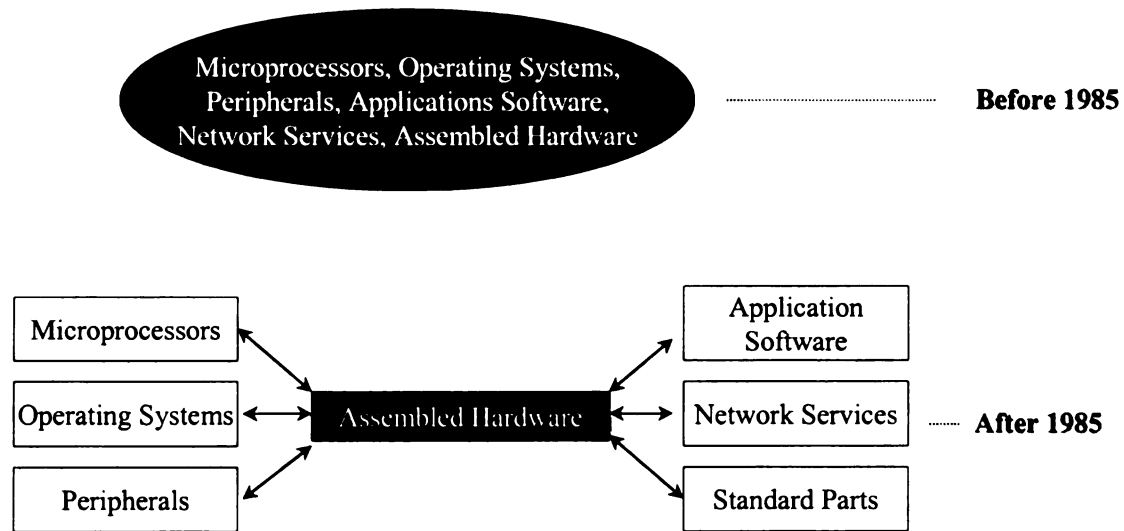 Microprocessors, Operating Systems,
Peripherals, Applications Software,
Network Services, Assembled Hardware
Before 1985
Microprocessors
Operating Systems
Peripherals
Assembled Hardware
Application
Software
Network Services
Standard Parts
After 1985